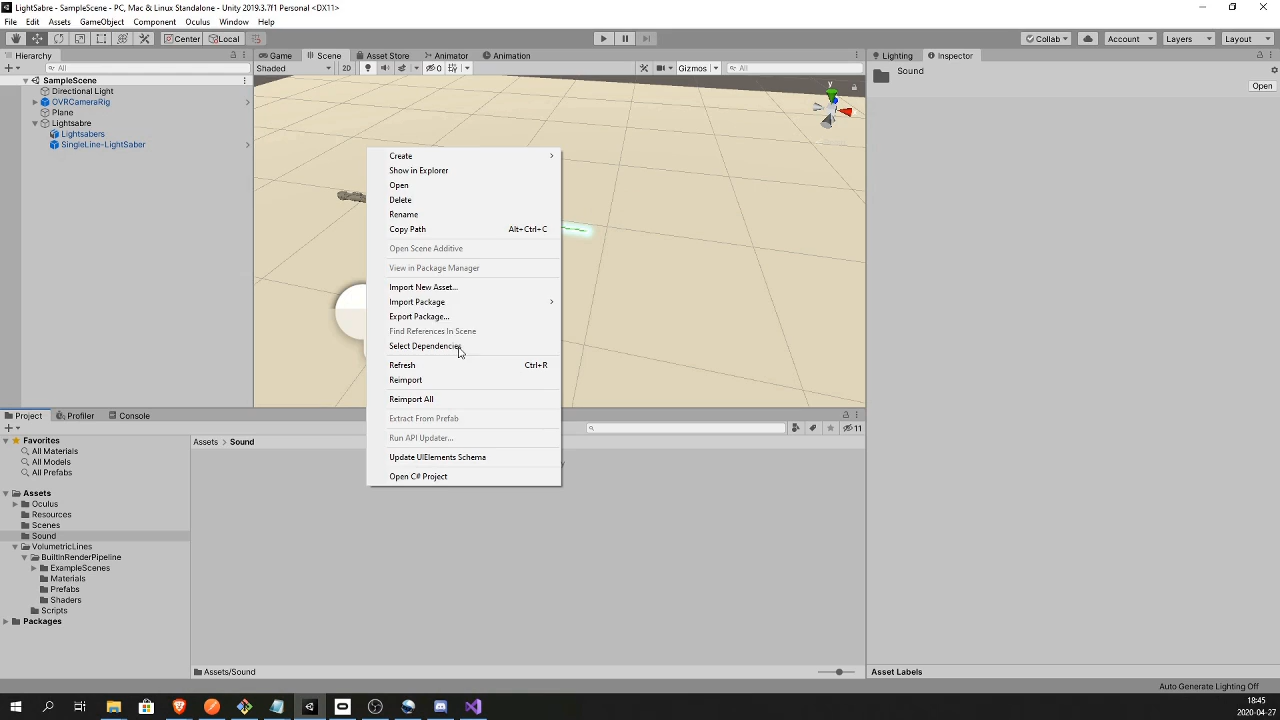 LightSabre - SampleScene - PC, Mac & Linux Standalone - Unity 2019.3.7f1 Personal <DX11>
File Edit Assets GameObject Component Oculus Window Help
Center Local Collab Account Layers Layout
Hierarchy Game Scene Asset Store Animator Animation Lighting Inspector
All Shaded 2D 0 Gizmos All Sound
Open
SampleScene
Directional Light
OVRCameraRig
Plane
Lightsabre
Lightsabers
SingleLine-LightSaber
y
Create
Show in Explorer
Open
Delete
Rename
Copy Path Alt+Ctrl+C
Open Scene Additive
View in Package Manager
Import New Asset...
Import Package
Export Package...
Find References In Scene
Select Dependencies
Refresh Ctrl+R
Reimport
Reimport All
Extract From Prefab
Run API Updater...
Update UIElements Schema
Open C# Project
Project Profiler Console
11
Favorites
All Materials
All Models
All Prefabs
Assets > Sound
Assets
Oculus
Resources
Scenes
Sound
VolumetricLines
BuiltInRenderPipeline
ExampleScenes
Materials
Prefabs
Shaders
Scripts
Packages
Assets/Sound
Asset Labels
Auto Generate Lighting Off
18:45
2020-04-27